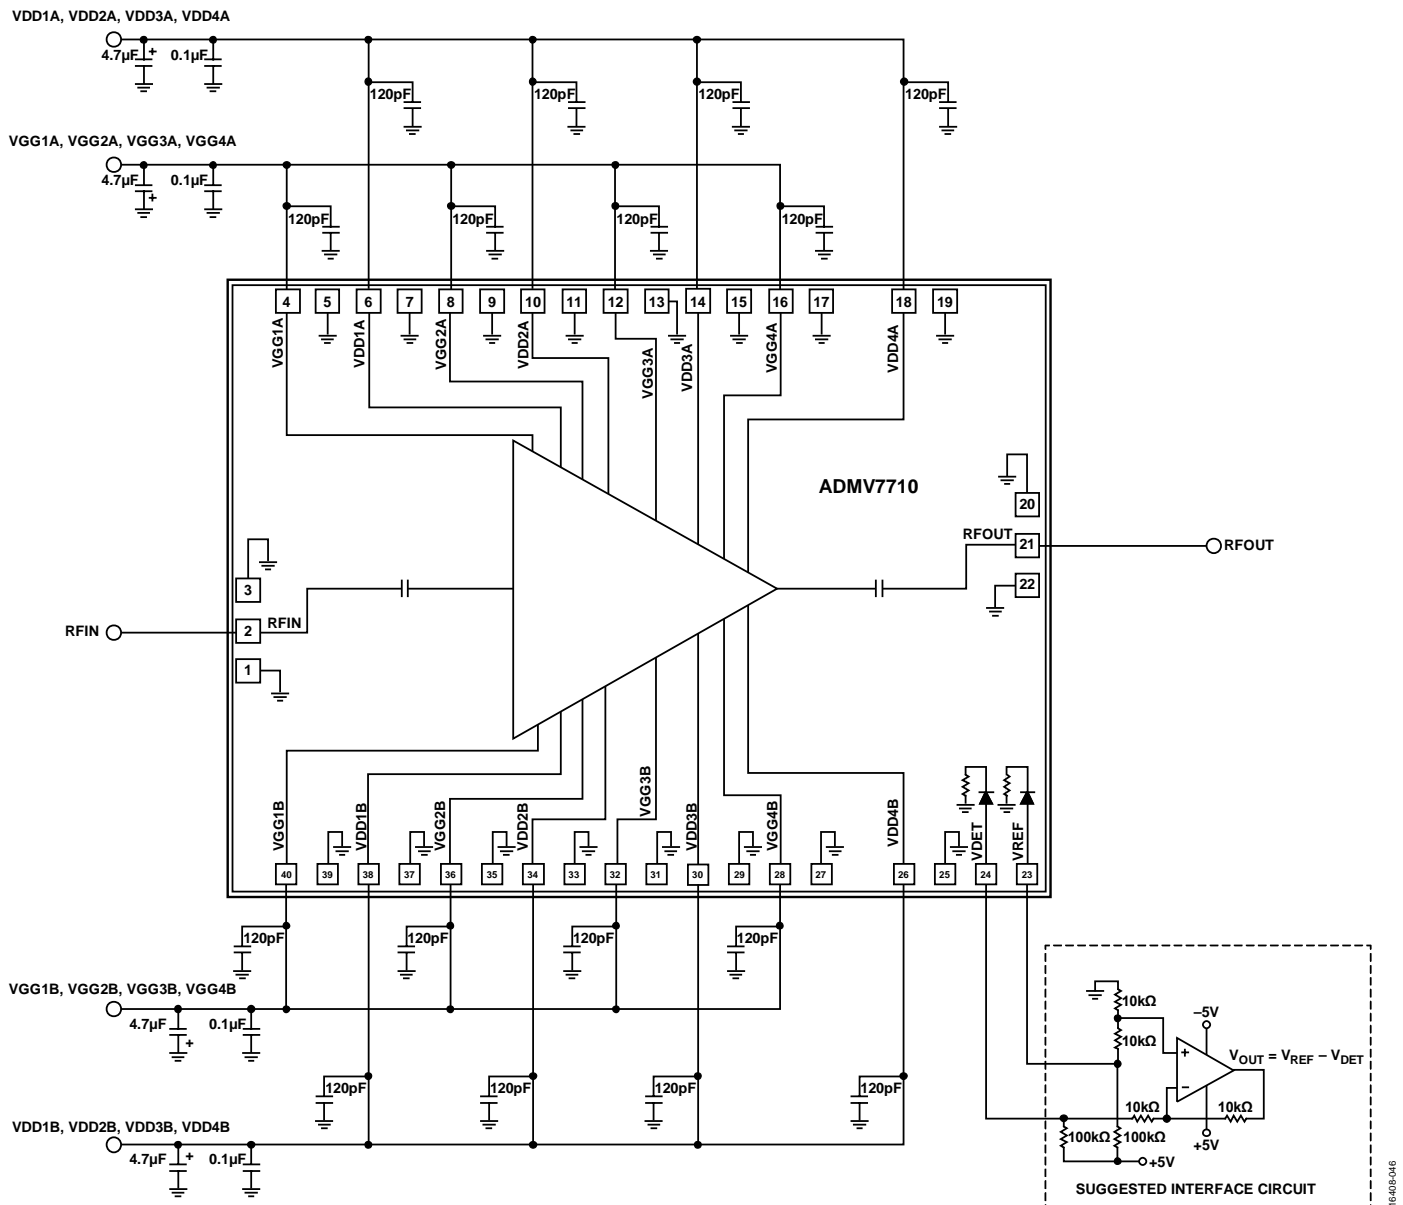 VDD1A, VDD2A, VDD3A, VDD4A
4.7µF + 0.1µF
120pF 120pF 120pF 120pF
VGG1A, VGG2A, VGG3A, VGG4A
4.7µF + 0.1µF
120pF 120pF 120pF 120pF
4 5 6 7 8 9 10 11 12 13 14 15 16 17 18 19
VGG1A VDD1A VGG2A VDD2A VGG3A VDD3A VGG4A VDD4A
ADMV7710
20
RFOUT 21 RFOUT
22
3
RFIN 2 RFIN
1
VGG1B VDD1B VGG2B VDD2B VGG3B VDD3B VGG4B VDD4B VDET VREF
40 39 38 37 36 35 34 33 32 31 30 29 28 27 26 25 24 23
120pF 120pF 120pF 120pF
VGG1B, VGG2B, VGG3B, VGG4B
4.7µF + 0.1µF
120pF 120pF 120pF 120pF
VDD1B, VDD2B, VDD3B, VDD4B
4.7µF + 0.1µF
10kΩ
–5V
10kΩ
+
VOUT = VREF – VDET
–
10kΩ 10kΩ
100kΩ 100kΩ
+5V
+5V
SUGGESTED INTERFACE CIRCUIT
16408-046